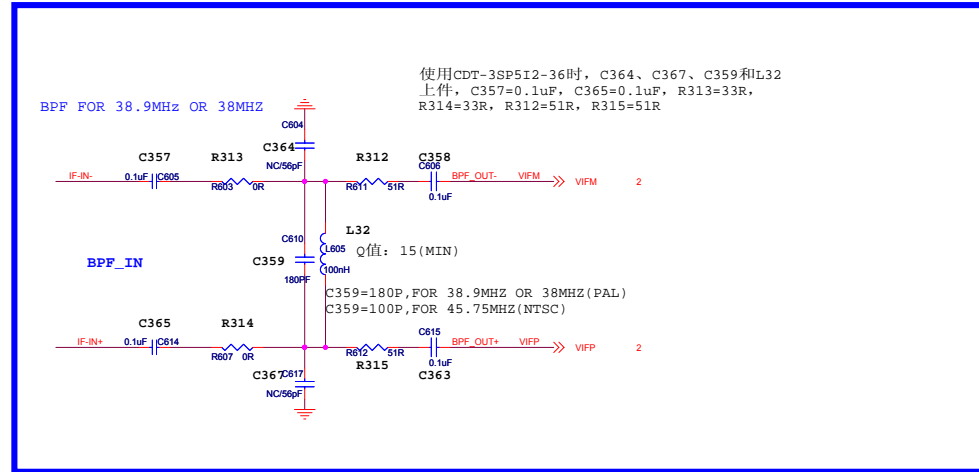 使用CDT-3SP5I2-36时，C364、C367、C359和L32
上件，C357=0.1uF，C365=0.1uF，R313=33R，
R314=33R，R312=51R，R315=51R
BPF FOR 38.9MHz OR 38MHZ
C604
C364
NC/56pF
C357
R313
R312
C358
C606
IF-IN-
0.1uF
C605
R603
0R
R611
51R
0.1uF
BPF_OUT-
VIFM
VIFM
2
C610
L32
L605
Q值：15(MIN)
BPF_IN
C359
100nH
180PF
C359=180P,FOR 38.9MHZ OR 38MHZ(PAL)
C359=100P,FOR 45.75MHZ(NTSC)
C365
R314
C615
IF-IN+
0.1uF
C614
R607
0R
R612
51R
0.1uF
BPF_OUT+
VIFP
VIFP
2
R315
C363
C367
C617
NC/56pF